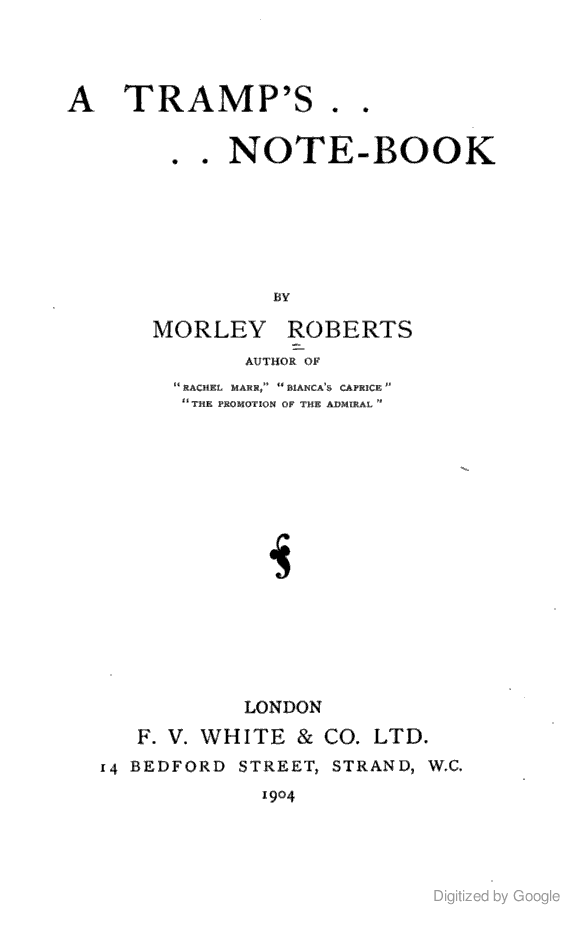 A TRAMP'S . .
. . NOTE-BOOK
BY
MORLEY ROBERTS
AUTHOR OF
"RACHEL MARR," "BIANCA'S CAPRICE"
"THE PROMOTION OF THE ADMIRAL"
LONDON
F. V. WHITE & CO. LTD.
14 BEDFORD STREET, STRAND, W.C.
1904
Digitized by Google